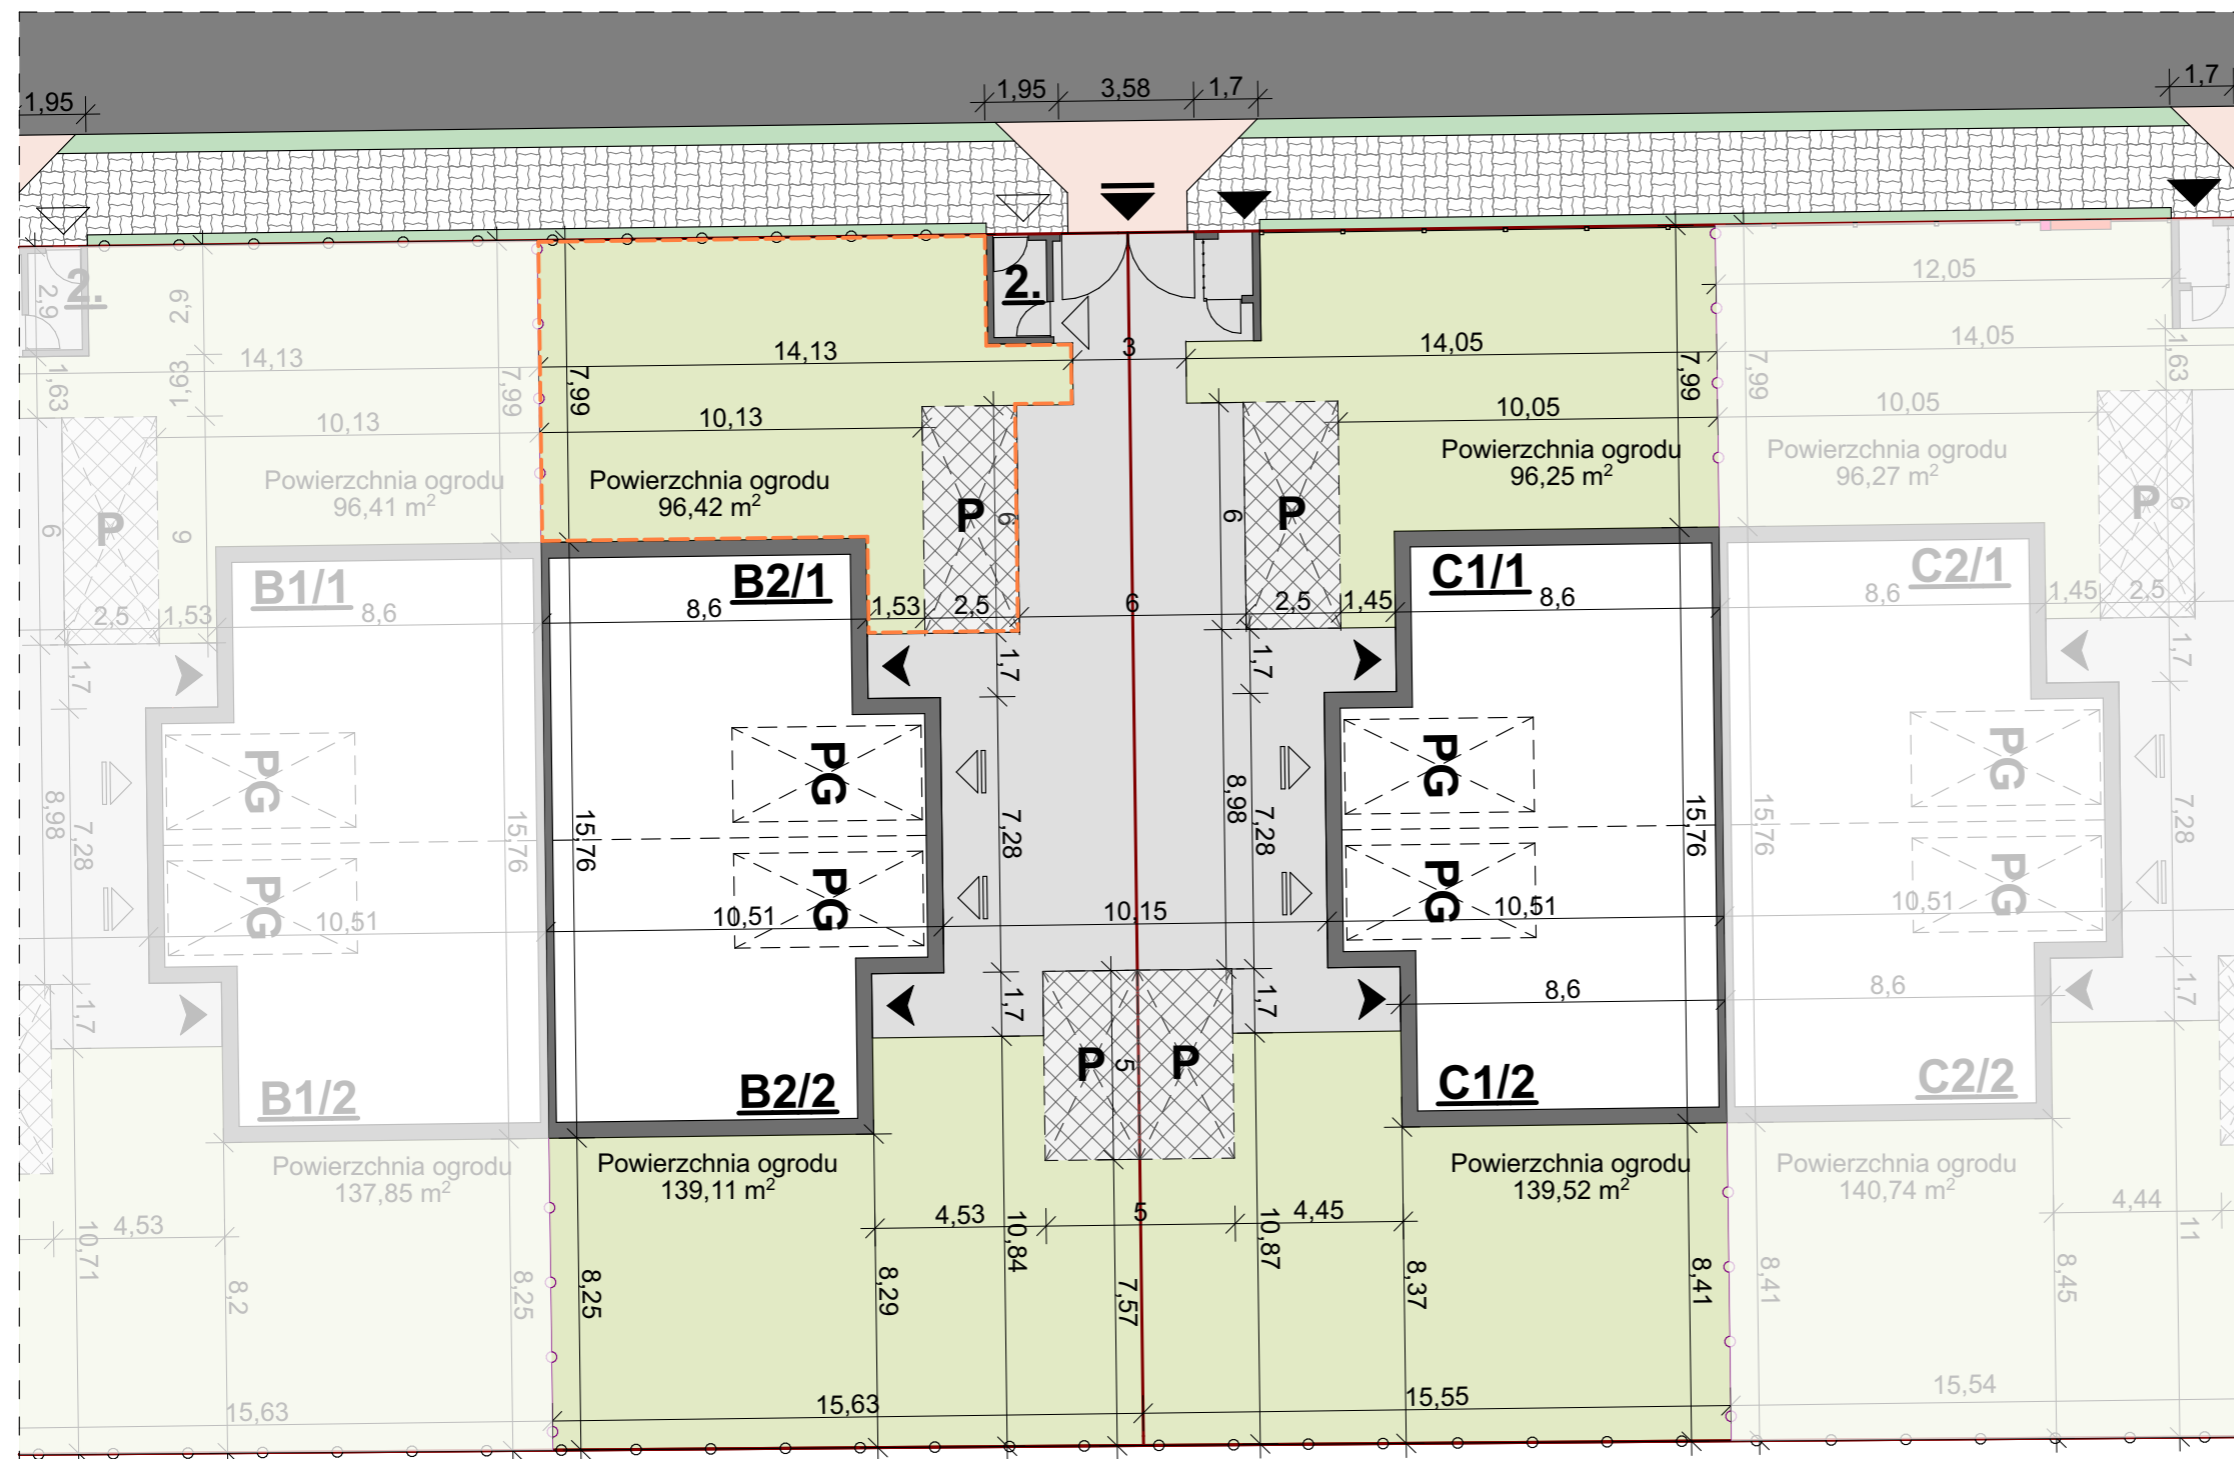 1,95
1,95
3,58
1,7
1,7
2.
2,9
2,9
1,63
1,63
14,13
7,99
10,13
Powierzchnia ogrodu
96,41 m²
P
6
6
2,5
1,53
B1/1
8,6
1,7
8,98
7,28
PG
PG
15,76
10,51
1,7
B1/2
Powierzchnia ogrodu
137,85 m²
4,53
10,71
8,2
8,25
15,63
2.
14,13
3
7,99
10,13
Powierzchnia ogrodu
96,42 m²
P
6
B2/1
8,6
1,53
2,5
6
1,7
PG
PG
15,76
7,28
10,51
10,15
1,7
B2/2
P
5
P
Powierzchnia ogrodu
139,11 m²
4,53
5
4,45
10,84
10,87
8,25
8,29
7,57
15,63
14,05
7,99
10,05
Powierzchnia ogrodu
96,25 m²
6
P
C1/1
2,5
1,45
8,6
1,7
8,98
7,28
PG
PG
15,76
10,51
1,7
8,6
C1/2
Powierzchnia ogrodu
139,52 m²
8,37
8,41
15,55
12,05
14,05
7,99
1,63
10,05
Powierzchnia ogrodu
96,27 m²
P
6
C2/1
8,6
1,45
2,5
1,7
PG
PG
15,76
7,28
10,51
8,6
1,7
C2/2
Powierzchnia ogrodu
140,74 m²
4,44
11
8,41
8,45
15,54